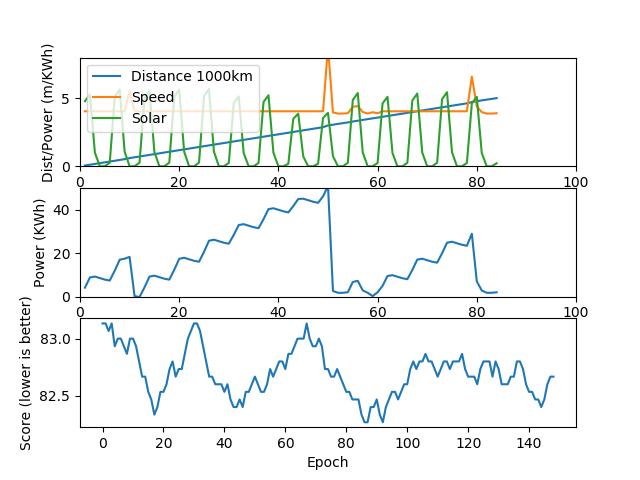 Dist/Power (m/KWh)
Distance 1000km
Speed
Solar
5
0
0 20 40 60 80 100
Power (KWh)
40
20
0
0 20 40 60 80 100
Score (lower is better)
83.0
82.5
0 20 40 60 80 100 120 140
Epoch